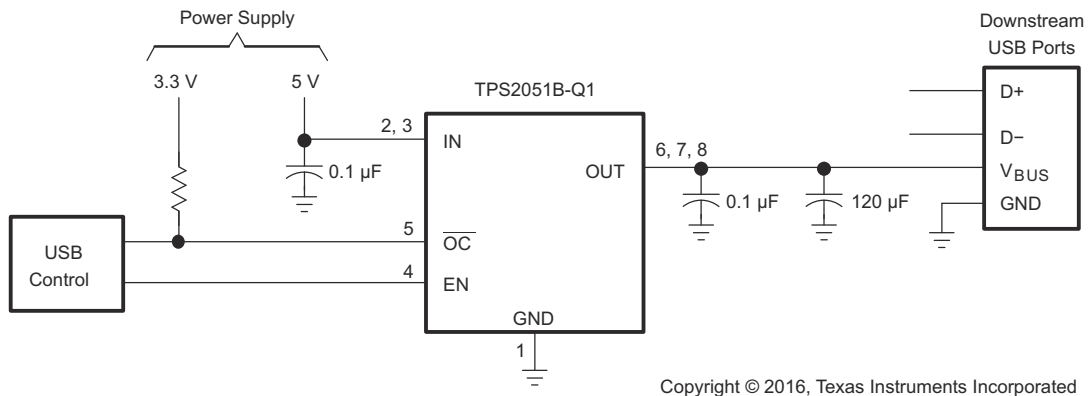 Power Supply
Downstream
USB Ports
3.3 V
5 V
TPS2051B-Q1
D+
2, 3
IN
D−
6, 7, 8
0.1 µF
OUT
VBUS
0.1 µF
120 µF
GND
USB
Control
5
OC
4
EN
GND
1
Copyright © 2016, Texas Instruments Incorporated